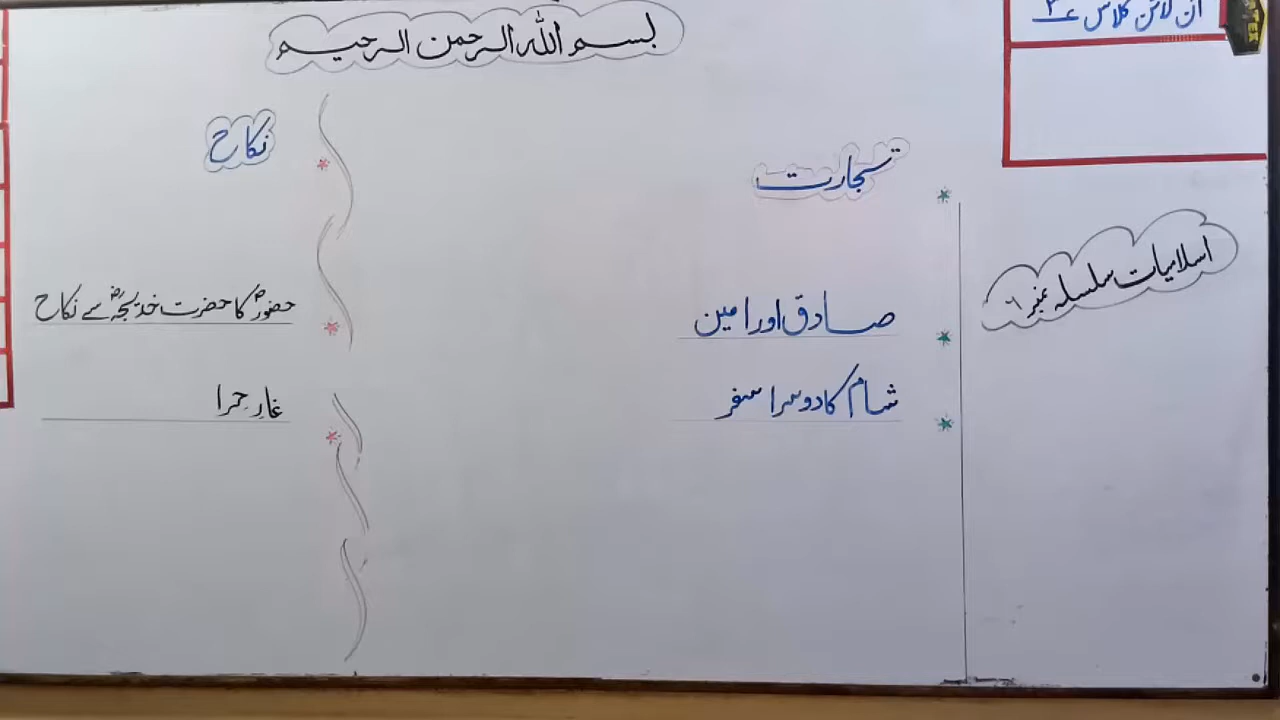 بسم اللہ الرحمن الرحیم
آن لائن کلاس ۳
اسلامیات سلسلہ نمبر ۶
تجارت
صادق اور امین
شام کا دوسرا سفر
نکاح
حضورؐ کا حضرت خدیجہؓ سے نکاح
غارِ حرا